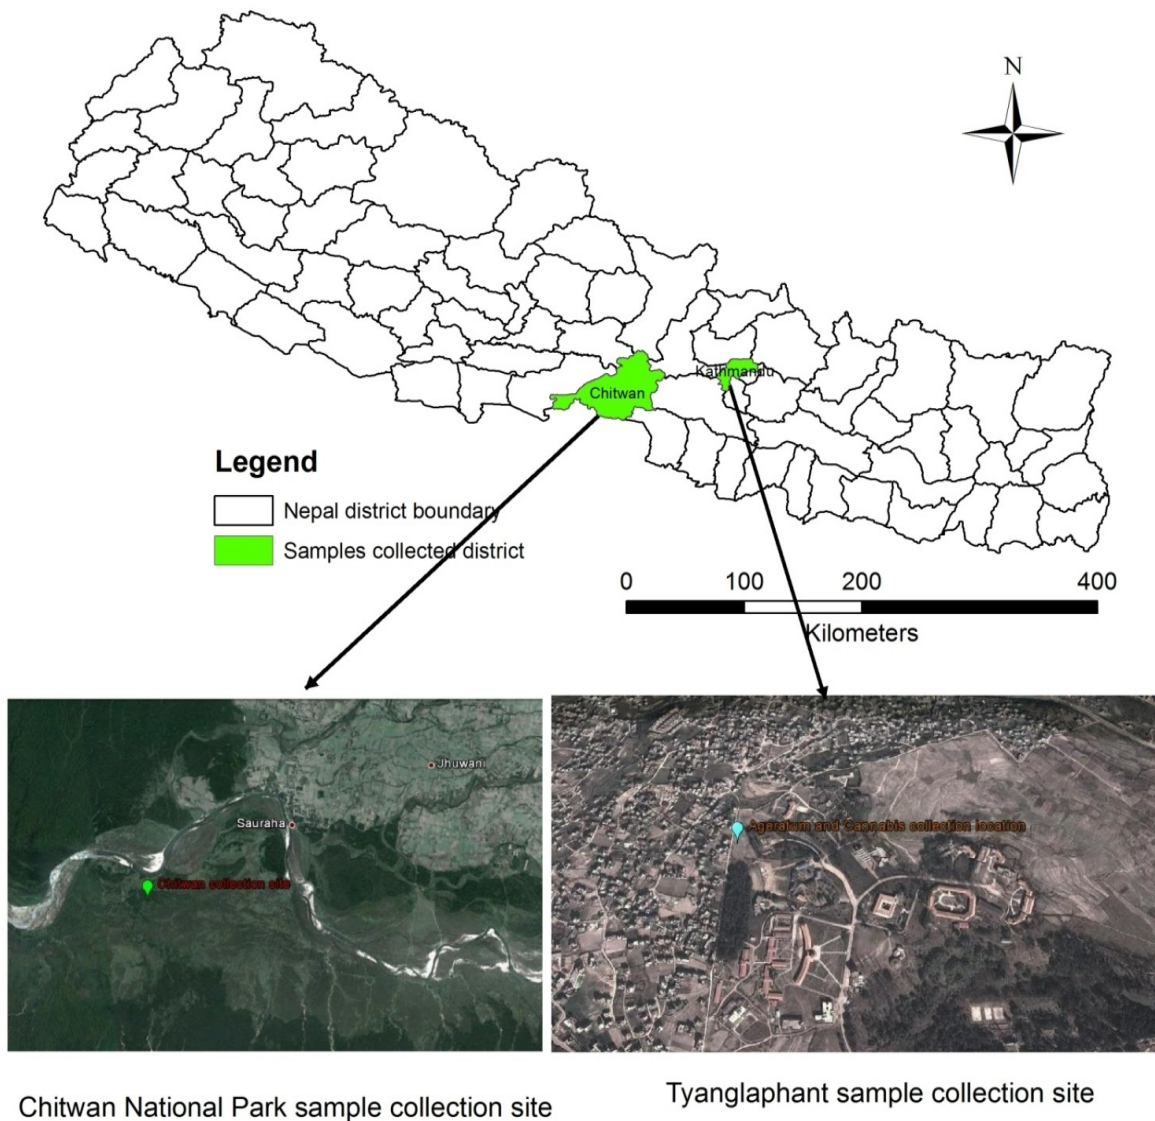 N
Kathmandu
Chitwan
Legend
Nepal district boundary
Samples collected district
0 100 200 400
Kilometers
Jhuwani
Sauraha
Chitwan collection site
Ageratum and Cannabis collection location
Chitwan National Park sample collection site
Tyanglaphant sample collection site